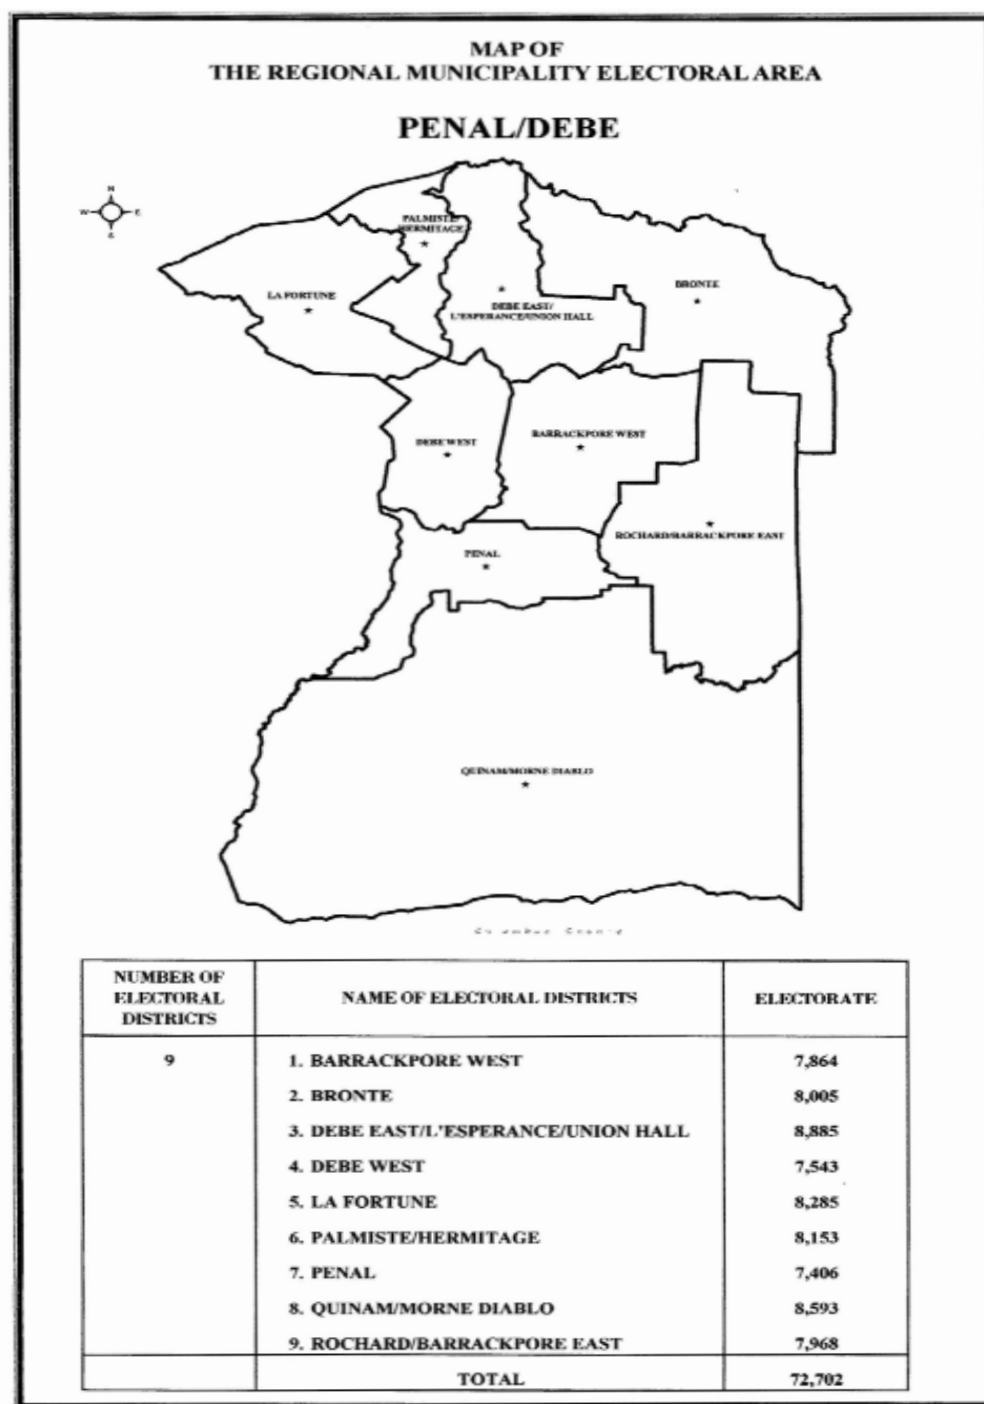 MAP OF
THE REGIONAL MUNICIPALITY ELECTORAL AREA
PENAL/DEBE
N
W E
S
PALMISTE/
HERMITAGE
LA FORTUNE
DEBE EAST/
L'ESPERANCE/UNION HALL
BRONTE
DEBE WEST
BARRACKPORE WEST
ROCHARD/BARRACKPORE EAST
PENAL
QUINAM/MORNE DIABLO
NUMBER OF
ELECTORAL
DISTRICTS
NAME OF ELECTORAL DISTRICTS
ELECTORATE
9
1. BARRACKPORE WEST 7,864
2. BRONTE 8,005
3. DEBE EAST/L'ESPERANCE/UNION HALL 8,885
4. DEBE WEST 7,543
5. LA FORTUNE 8,285
6. PALMISTE/HERMITAGE 8,153
7. PENAL 7,406
8. QUINAM/MORNE DIABLO 8,593
9. ROCHARD/BARRACKPORE EAST 7,968
TOTAL 72,702